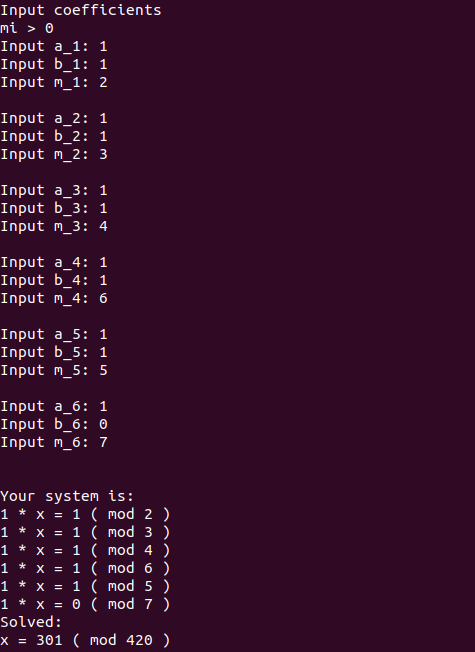 Input coefficients
mi > 0
Input a_1: 1
Input b_1: 1
Input m_1: 2
Input a_2: 1
Input b_2: 1
Input m_2: 3
Input a_3: 1
Input b_3: 1
Input m_3: 4
Input a_4: 1
Input b_4: 1
Input m_4: 6
Input a_5: 1
Input b_5: 1
Input m_5: 5
Input a_6: 1
Input b_6: 0
Input m_6: 7
Your system is:
1 * x = 1 ( mod 2 )
1 * x = 1 ( mod 3 )
1 * x = 1 ( mod 4 )
1 * x = 1 ( mod 6 )
1 * x = 1 ( mod 5 )
1 * x = 0 ( mod 7 )
Solved:
x = 301 ( mod 420 )